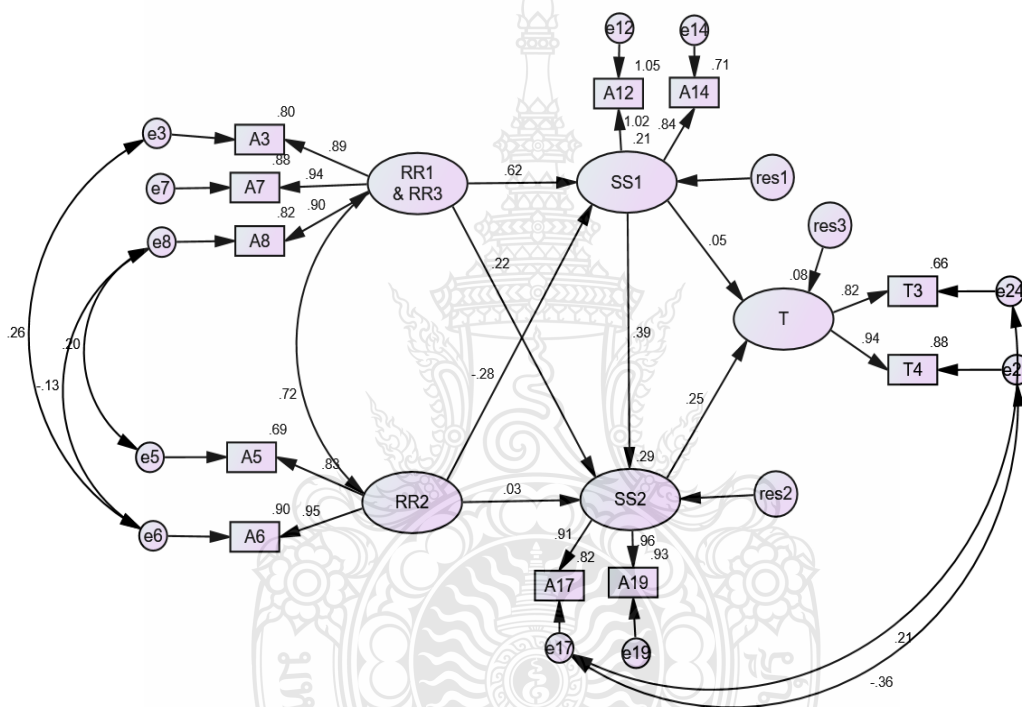 e12
e14
1.05
.71
A12
A14
1.02
.84
.21
.80
e3
A3
.89
.88
RR1
& RR3
.62
SS1
res1
e7
A7
.94
.82
.90
e8
A8
res3
.05
.22
.08
.66
.82
T3
e24
T
.26
.20
.39
.94
.88
-.13
-.28
T4
.72
.25
.69
e5
A5
.83
.29
RR2
.03
SS2
res2
.90
.95
e6
A6
.91
.96
.93
.82
A17
A19
e17
e19
.21
-.36